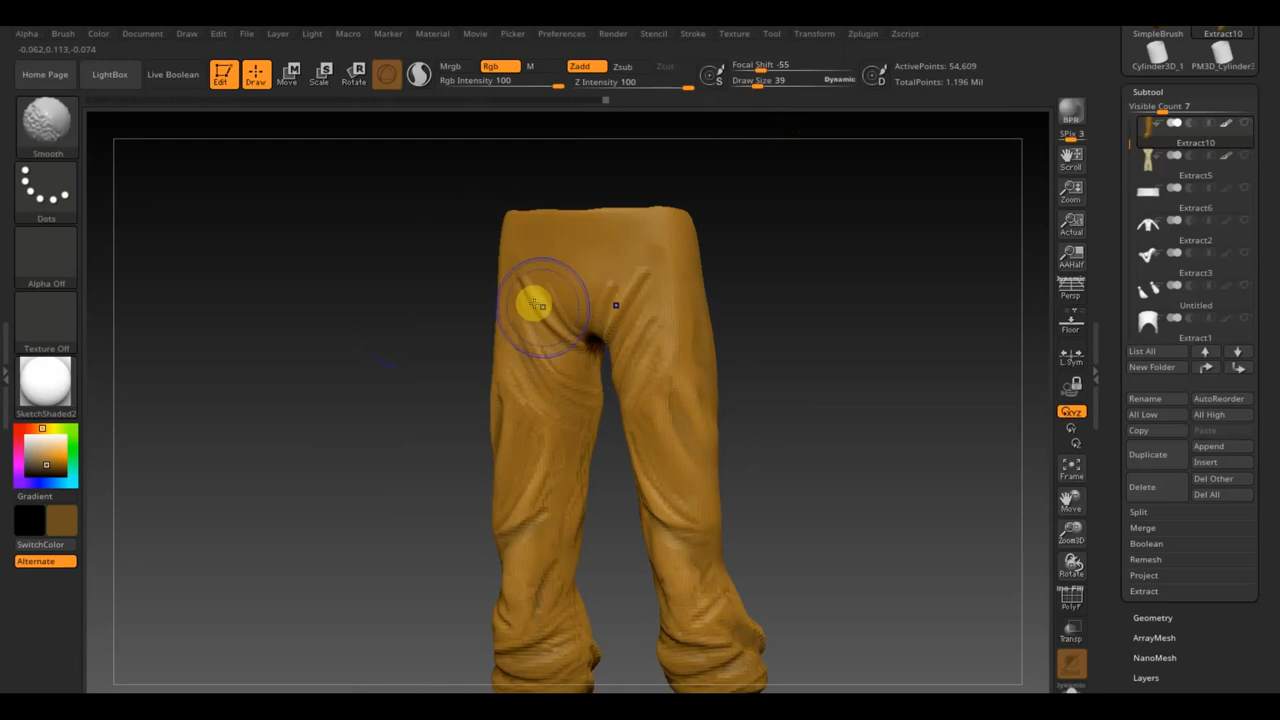 Alpha Brush Color Document Draw Edit File Layer Light Macro Marker Material Movie Picker Preferences Render Stencil Stroke Texture Tool Transform Zplugin Zscript
-0.062,0.113,-0.074
Home Page LightBox Live Boolean Edit Draw Move Scale Rotate
Mrgb Rgb M Zadd Zsub Zcut
Rgb Intensity 100 Z Intensity 100
Focal Shift -55
Draw Size 39 Dynamic
S
D
ActivePoints: 54,609
TotalPoints: 1.196 Mil
Smooth
Dots
Alpha Off
Texture Off
SketchShaded2
Gradient
SwitchColor
Alternate
BPR
SPix 3
Scroll
Zoom
Actual
AAHalf
Dynamic
Persp
Floor
L.Sym
XYZ
Y
Z
Frame
Move
Zoom3D
Rotate
PolyF
Transp
Dynamic
SimpleBrush Extract10
Cylinder3D_1 PM3D_Cylinder3
Subtool
Visible Count 7
Extract10
Extract5
Extract6
Extract2
Extract3
Untitled
Extract1
List All
New Folder
Rename AutoReorder
All Low All High
Copy Paste
Duplicate Append
Insert
Delete Del Other
Del All
Split
Merge
Boolean
Remesh
Project
Extract
Geometry
ArrayMesh
NanoMesh
Layers